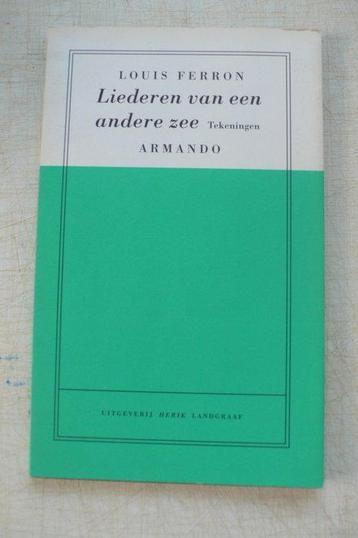 LOUIS FERRON
Liederen van een
andere zee Tekeningen
ARMANDO
UITGEVERIJ HERIK LANDGRAAF